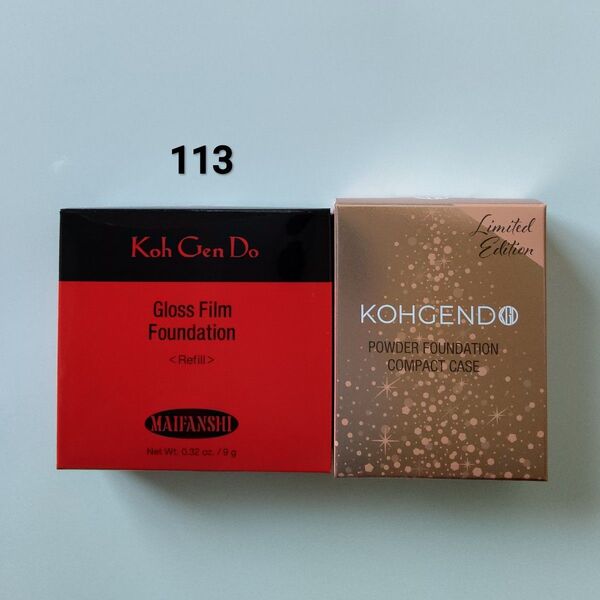 113
Koh Gen Do
Gloss Film
Foundation
<Refill>
MAIFANSHI
Net Wt. 0.32 oz. / 9 g
Limited
Edition
KOHGENDO
POWDER FOUNDATION
COMPACT CASE